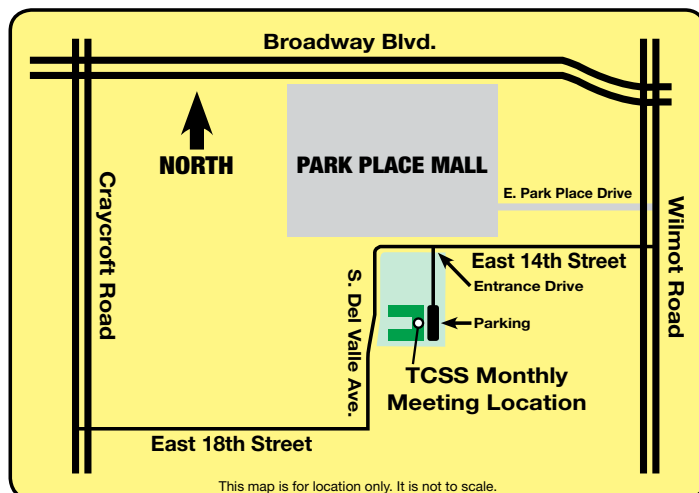 Broadway Blvd.
NORTH
PARK PLACE MALL
E. Park Place Drive
Craycroft Road
Wilmot Road
East 14th Street
S. Del Valle Ave.
Entrance Drive
Parking
TCSS Monthly
Meeting Location
East 18th Street
This map is for location only. It is not to scale.